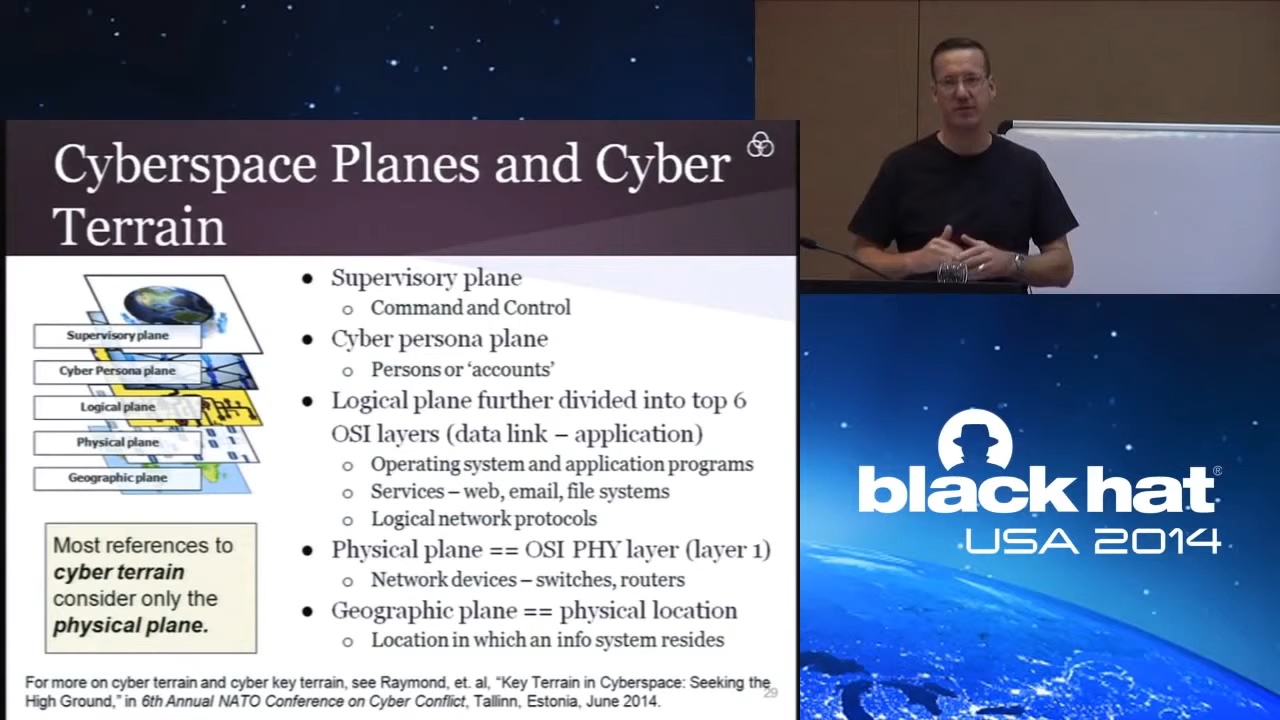 Cyberspace Planes and Cyber
Terrain
Supervisory plane
Cyber Persona plane
Logical plane
Physical plane
Geographic plane
Most references to
cyber terrain
consider only the
physical plane.
● Supervisory plane
o Command and Control
● Cyber persona plane
o Persons or ‘accounts’
● Logical plane further divided into top 6
OSI layers (data link – application)
o Operating system and application programs
o Services – web, email, file systems
o Logical network protocols
● Physical plane == OSI PHY layer (layer 1)
o Network devices – switches, routers
● Geographic plane == physical location
o Location in which an info system resides
For more on cyber terrain and cyber key terrain, see Raymond, et. al, “Key Terrain in Cyberspace: Seeking the
High Ground,” in 6th Annual NATO Conference on Cyber Conflict, Tallinn, Estonia, June 2014.
29
black hat®
USA 2014